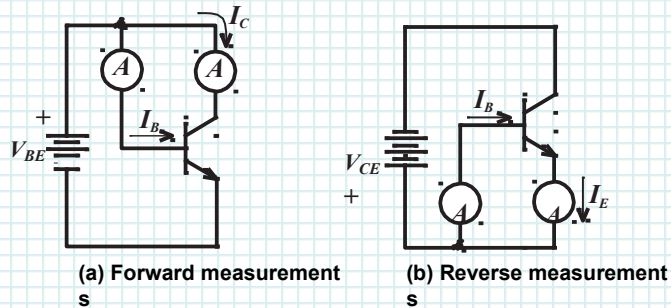 I_C
A
A
+
I_B
V_BE
(a) Forward measurement
s
I_B
V_CE
+
A
A
I_E
(b) Reverse measurement
s